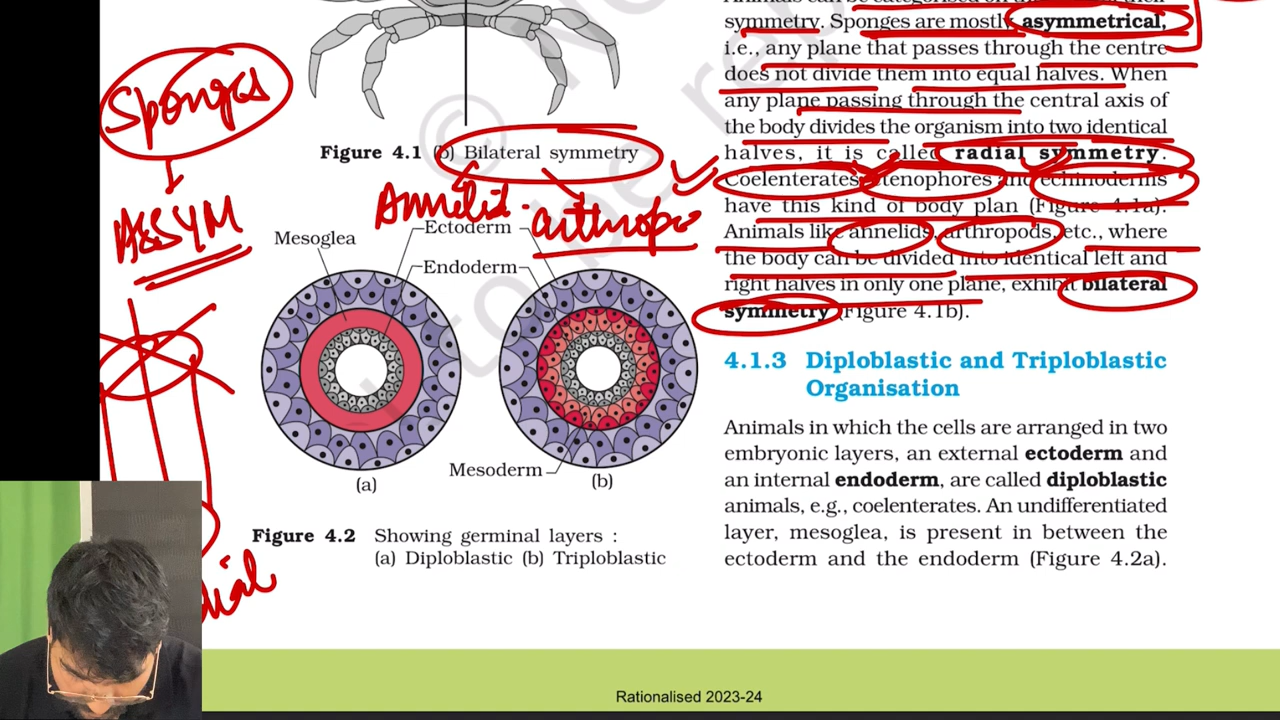 symmetry. Sponges are mostly asymmetrical,
i.e., any plane that passes through the centre
does not divide them into equal halves. When
any plane passing through the central axis of
the body divides the organism into two identical
halves, it is called radial symmetry.
Coelenterates, ctenophores and echinoderms
have this kind of body plan (Figure 4.1a).
Animals like annelids, arthropods, etc., where
the body can be divided into identical left and
right halves in only one plane, exhibit bilateral
symmetry (Figure 4.1b).
4.1.3 Diploblastic and Triploblastic
Organisation
Animals in which the cells are arranged in two
embryonic layers, an external ectoderm and
an internal endoderm, are called diploblastic
animals, e.g., coelenterates. An undifferentiated
layer, mesoglea, is present in between the
ectoderm and the endoderm (Figure 4.2a).
Sponges
ASSYM
Figure 4.1 (b) Bilateral symmetry
Annelid.
arthropo
Mesoglea
Ectoderm
Endoderm
Mesoderm
(a)
(b)
Figure 4.2 Showing germinal layers :
(a) Diploblastic (b) Triploblastic
Rationalised 2023-24